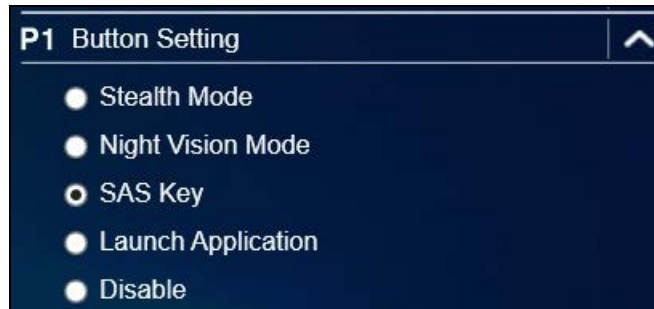 P1 Button Setting
Stealth Mode
Night Vision Mode
SAS Key
Launch Application
Disable